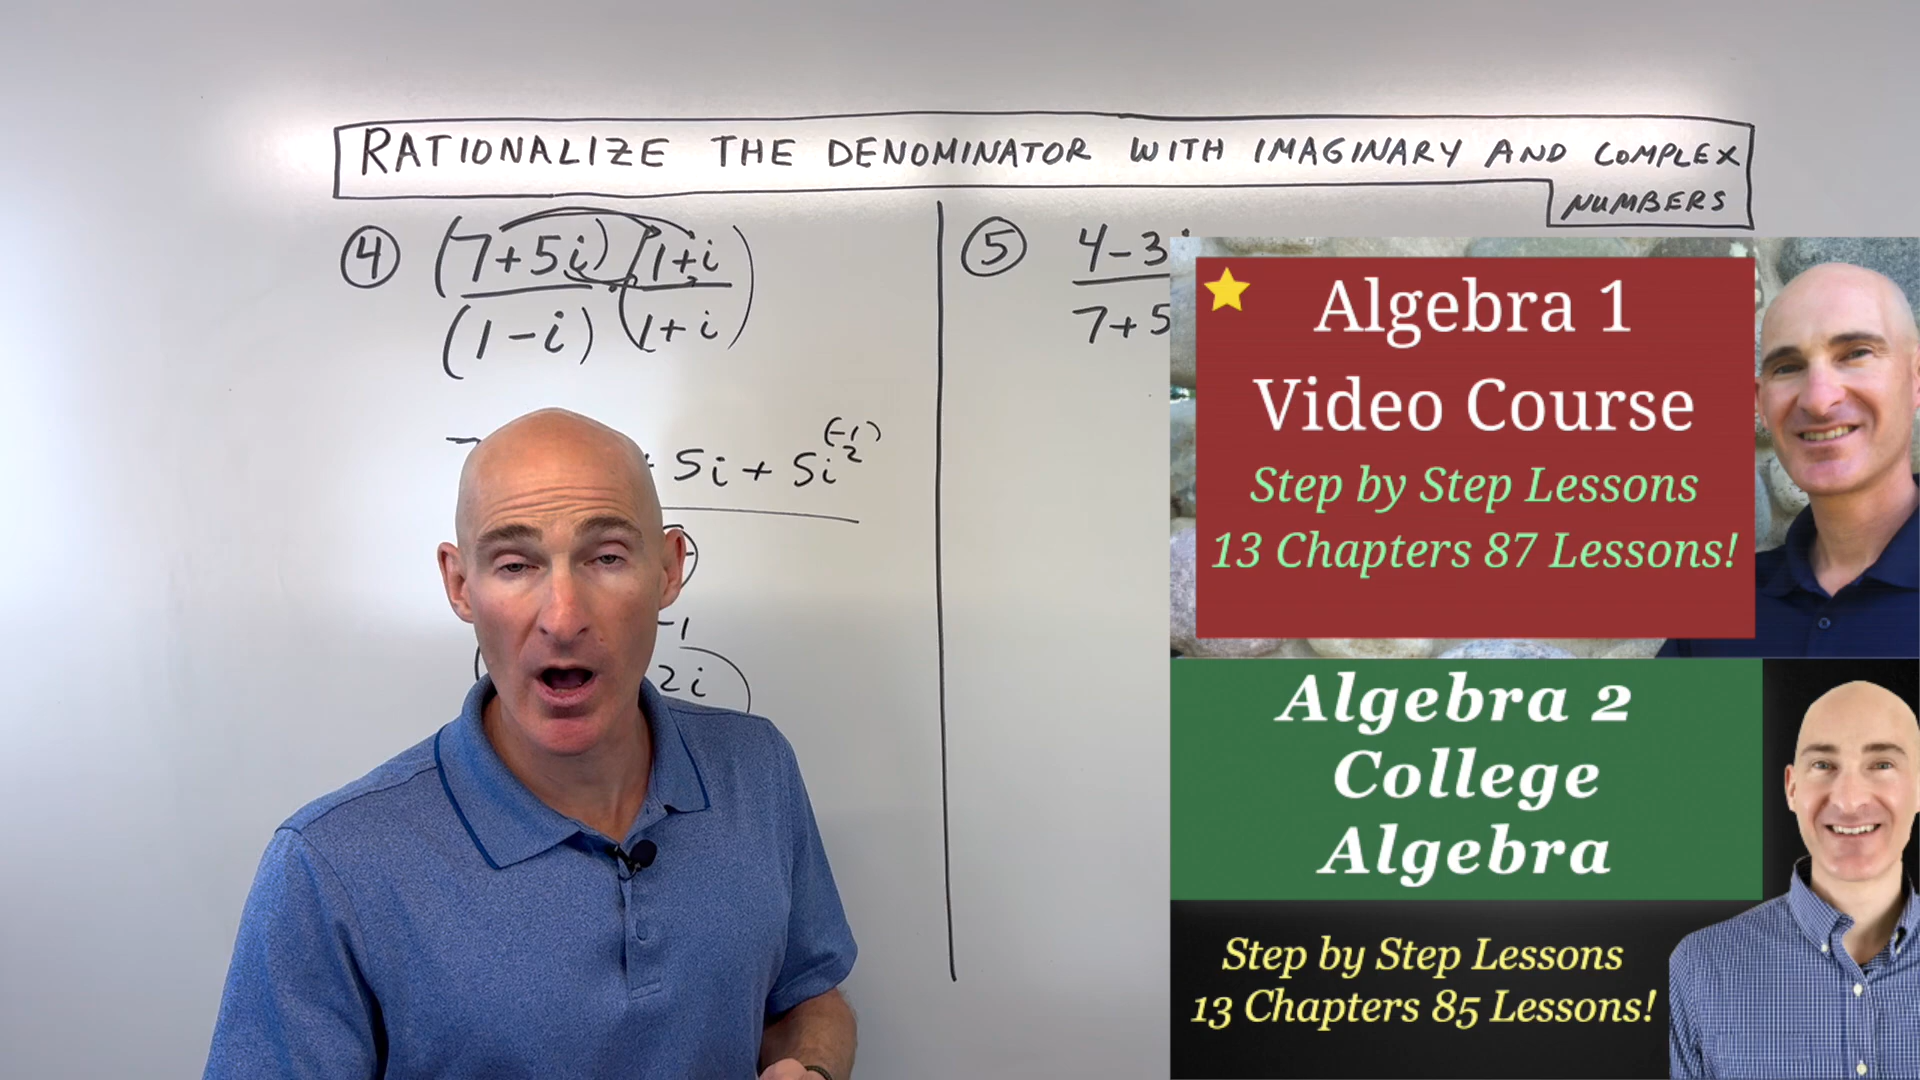 RATIONALIZE THE DENOMINATOR WITH IMAGINARY AND COMPLEX
NUMBERS
④ (7+5i) (1+i)
(1-i) (1+i)
5i + 5i²
(-1)
-1
2i
⑤ 4-3
7+5
Algebra 1
Video Course
Step by Step Lessons
13 Chapters 87 Lessons!
Algebra 2
College
Algebra
Step by Step Lessons
13 Chapters 85 Lessons!